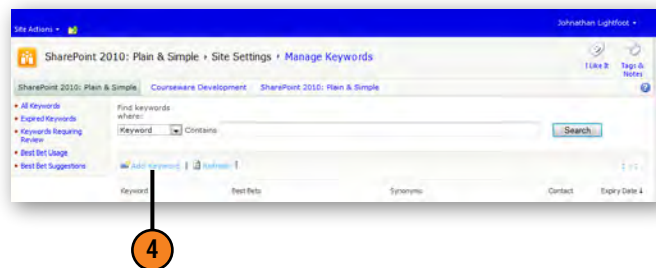 Site Actions
Johnathan Lightfoot
SharePoint 2010: Plain & Simple › Site Settings › Manage Keywords
I Like It
Tags & Notes
SharePoint 2010: Plain & Simple Courseware Development SharePoint 2010: Plain & Simple
All Keywords
Expired Keywords
Keywords Requiring Review
Best Bet Usage
Best Bet Suggestions
Find keywords where:
Keyword Contains
Search
Add Keyword | Refresh |
Keyword Best Bets Synonyms Contact Expiry Date
4